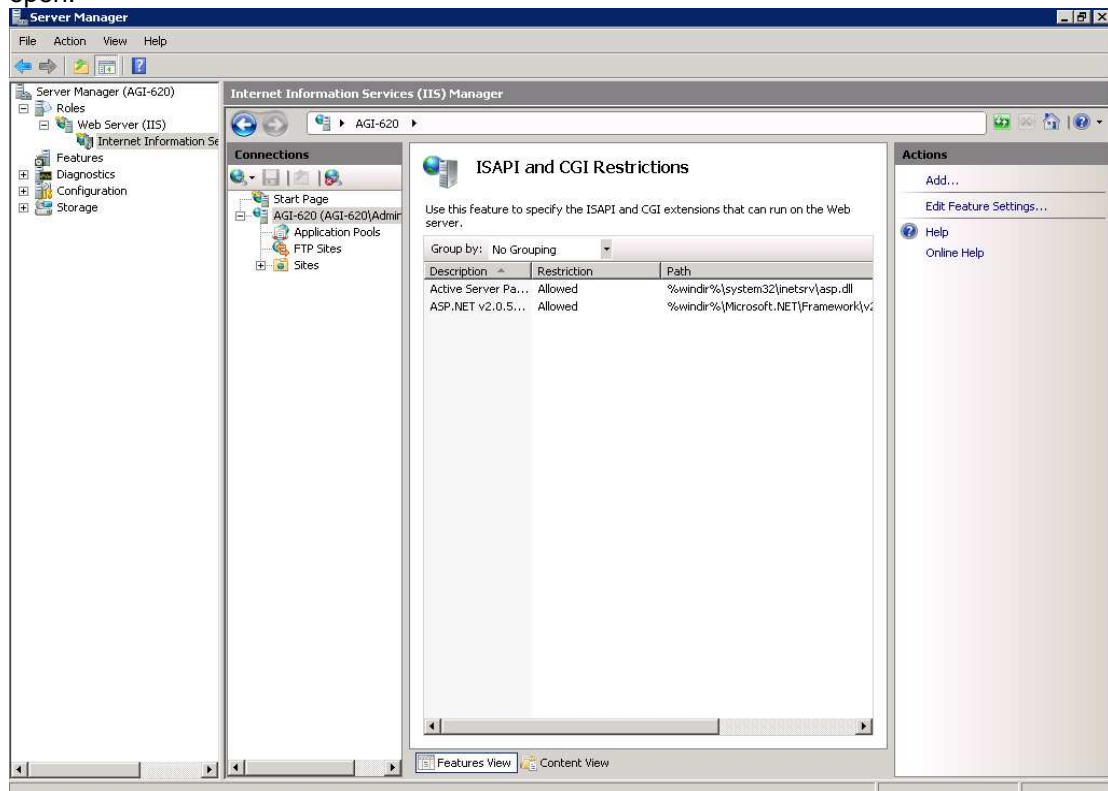 open.
Server Manager
File Action View Help
Server Manager (AGI-620)
Roles
Web Server (IIS)
Internet Information Se
Features
Diagnostics
Configuration
Storage
Internet Information Services (IIS) Manager
AGI-620
Connections
Start Page
AGI-620 (AGI-620\Admir
Application Pools
FTP Sites
Sites
ISAPI and CGI Restrictions
Use this feature to specify the ISAPI and CGI extensions that can run on the Web
server.
Group by: No Grouping
Description Restriction Path
Active Server Pa... Allowed %windir%\system32\inetsrv\asp.dll
ASP.NET v2.0.5... Allowed %windir%\Microsoft.NET\Framework\v2
Features View Content View
Actions
Add...
Edit Feature Settings...
Help
Online Help